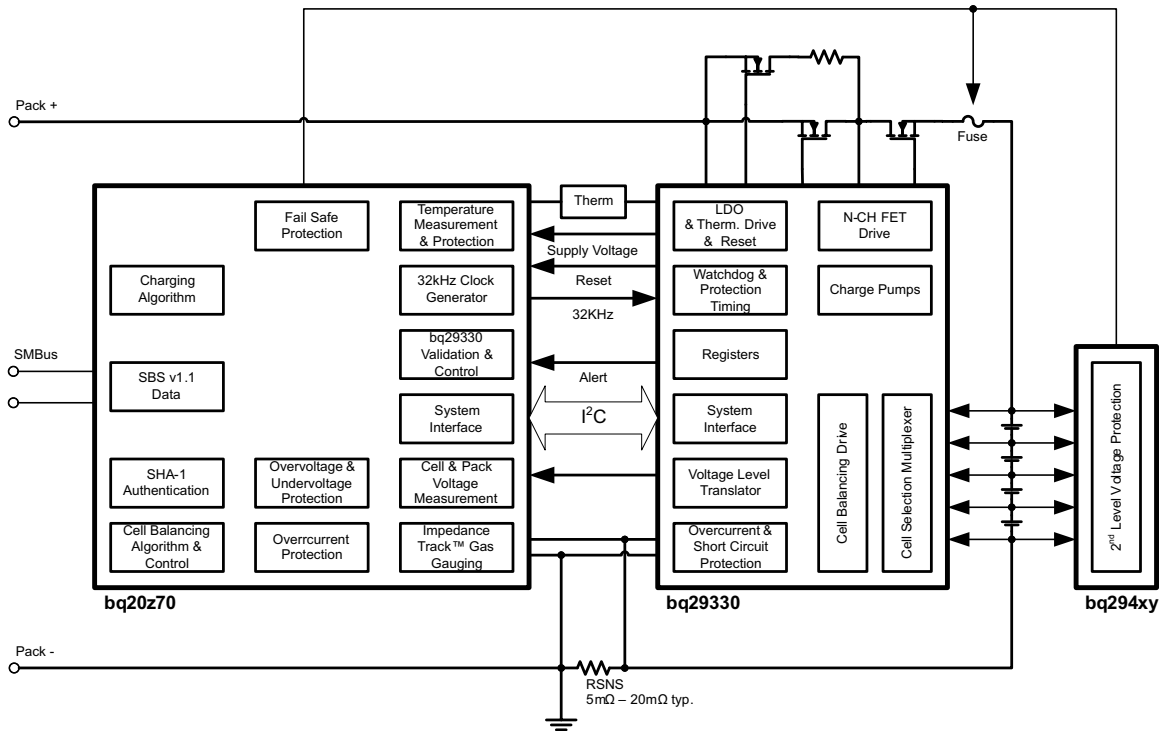 Pack +
Fuse
Fail Safe
Protection
Temperature
Measurement
& Protection
Therm
LDO
& Therm. Drive
& Reset
N-CH FET
Drive
Supply Voltage
Charging
Algorithm
32kHz Clock
Generator
Reset
32KHz
Watchdog &
Protection
Timing
Charge Pumps
bq29330
Validation &
Control
Alert
Registers
SMBus
SBS v1.1
Data
System
Interface
I²C
System
Interface
Cell Balancing Drive
Cell Selection Multiplexer
2nd Level Voltage Protection
SHA-1
Authentication
Overvoltage &
Undervoltage
Protection
Cell & Pack
Voltage
Measurement
Voltage Level
Translator
Cell Balancing
Algorithm &
Control
Overcurrent
Protection
Impedance
Track™ Gas
Gauging
Overcurrent &
Short Circuit
Protection
bq20z70
bq29330
bq294xy
Pack -
RSNS
5mΩ – 20mΩ typ.